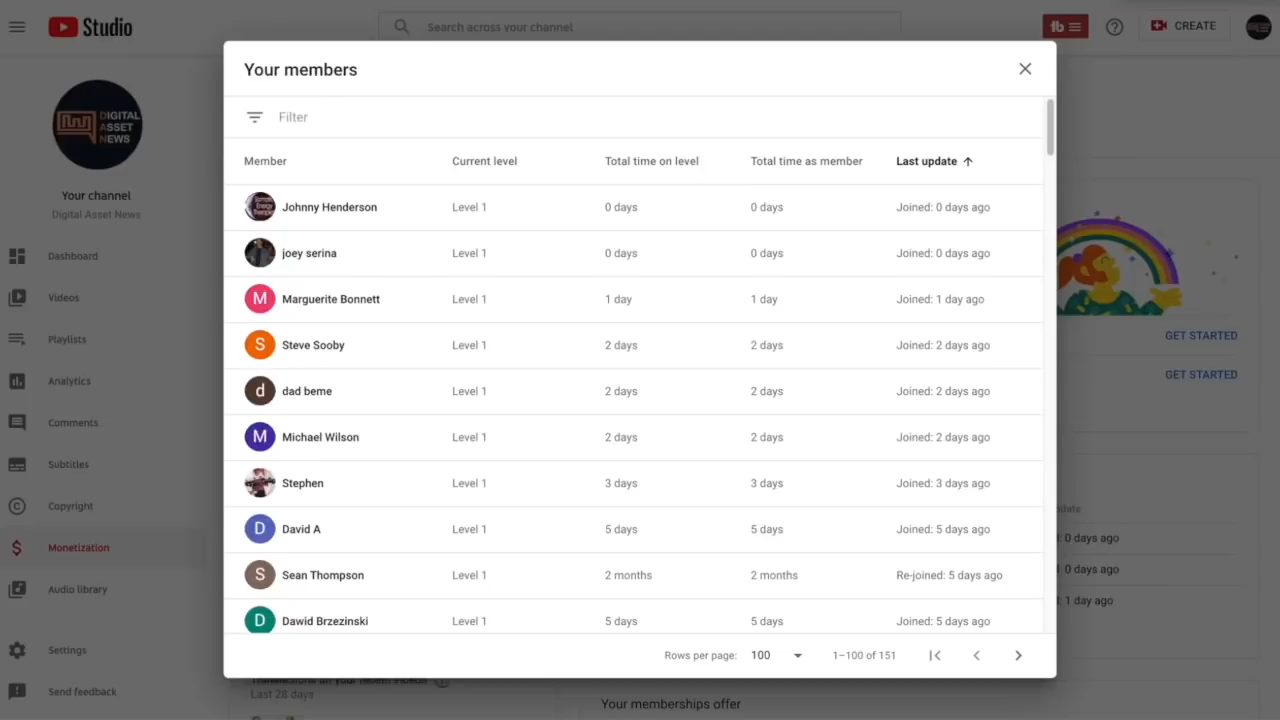 Studio
Search across your channel
CREATE
Your members
Filter
DIGITAL
ASSET
NEWS
Your channel
Digital Asset News
Dashboard
Videos
Playlists
Analytics
Comments
Subtitles
Copyright
Monetization
Audio library
Settings
Send feedback
Member Current level Total time on level Total time as member Last update
Johnny Henderson Level 1 0 days 0 days Joined: 0 days ago
joey serina Level 1 0 days 0 days Joined: 0 days ago
M Marguerite Bonnett Level 1 1 day 1 day Joined: 1 day ago
S Steve Sooby Level 1 2 days 2 days Joined: 2 days ago
d dad beme Level 1 2 days 2 days Joined: 2 days ago
M Michael Wilson Level 1 2 days 2 days Joined: 2 days ago
Stephen Level 1 3 days 3 days Joined: 3 days ago
D David A Level 1 5 days 5 days Joined: 5 days ago
S Sean Thompson Level 1 2 months 2 months Re-joined: 5 days ago
D Dawid Brzezinski Level 1 5 days 5 days Joined: 5 days ago
Rows per page: 100 1–100 of 151
GET STARTED
GET STARTED
0 days ago
0 days ago
1 day ago
Last 28 days
Your memberships offer